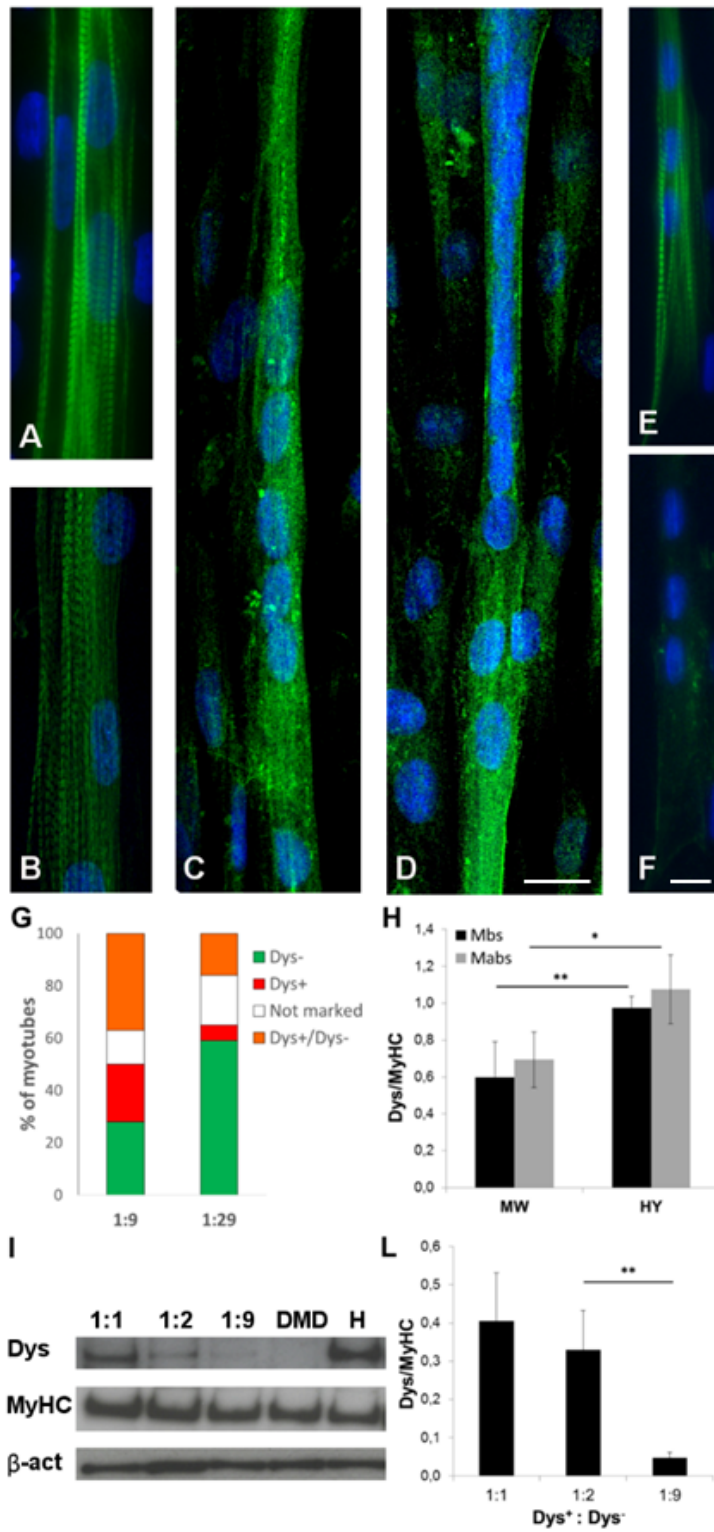 A
B
C
D
E
F
G
% of myotubes
100
80
60
40
20
0
1:9
1:29
Dys-
Dys+
Not marked
Dys+/Dys-
H
Dys/MyHC
1,4
1,2
1,0
0,8
0,6
0,4
0,2
0,0
Mbs
Mabs
**
*
MW
HY
I
1:1 1:2 1:9 DMD H
Dys
MyHC
β-act
L
Dys/MyHC
0,6
0,5
0,4
0,3
0,2
0,1
0,0
**
1:1
1:2
1:9
Dys⁺ : Dys⁻